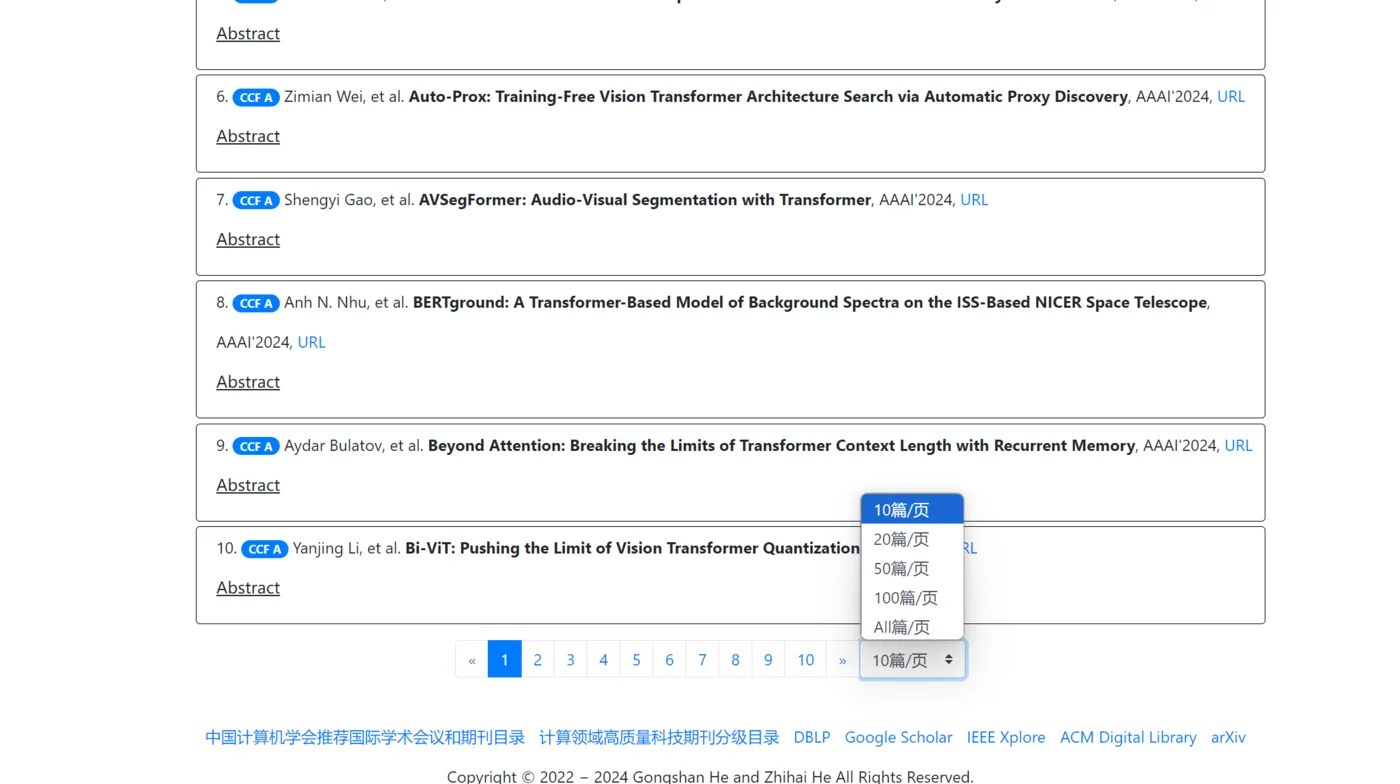 Abstract
6. CCF A Zimian Wei, et al. Auto-Prox: Training-Free Vision Transformer Architecture Search via Automatic Proxy Discovery, AAAI'2024, URL
Abstract
7. CCF A Shengyi Gao, et al. AVSegFormer: Audio-Visual Segmentation with Transformer, AAAI'2024, URL
Abstract
8. CCF A Anh N. Nhu, et al. BERTground: A Transformer-Based Model of Background Spectra on the ISS-Based NICER Space Telescope,
AAAI'2024, URL
Abstract
9. CCF A Aydar Bulatov, et al. Beyond Attention: Breaking the Limits of Transformer Context Length with Recurrent Memory, AAAI'2024, URL
Abstract
10. CCF A Yanjing Li, et al. Bi-ViT: Pushing the Limit of Vision Transformer Quantization
Abstract
10篇/页
20篇/页
50篇/页
100篇/页
All篇/页
« 1 2 3 4 5 6 7 8 9 10 » 10篇/页
中国计算机学会推荐国际学术会议和期刊目录 计算领域高质量科技期刊分级目录 DBLP Google Scholar IEEE Xplore ACM Digital Library arXiv
Copyright © 2022 – 2024 Gongshan He and Zhihai He All Rights Reserved.